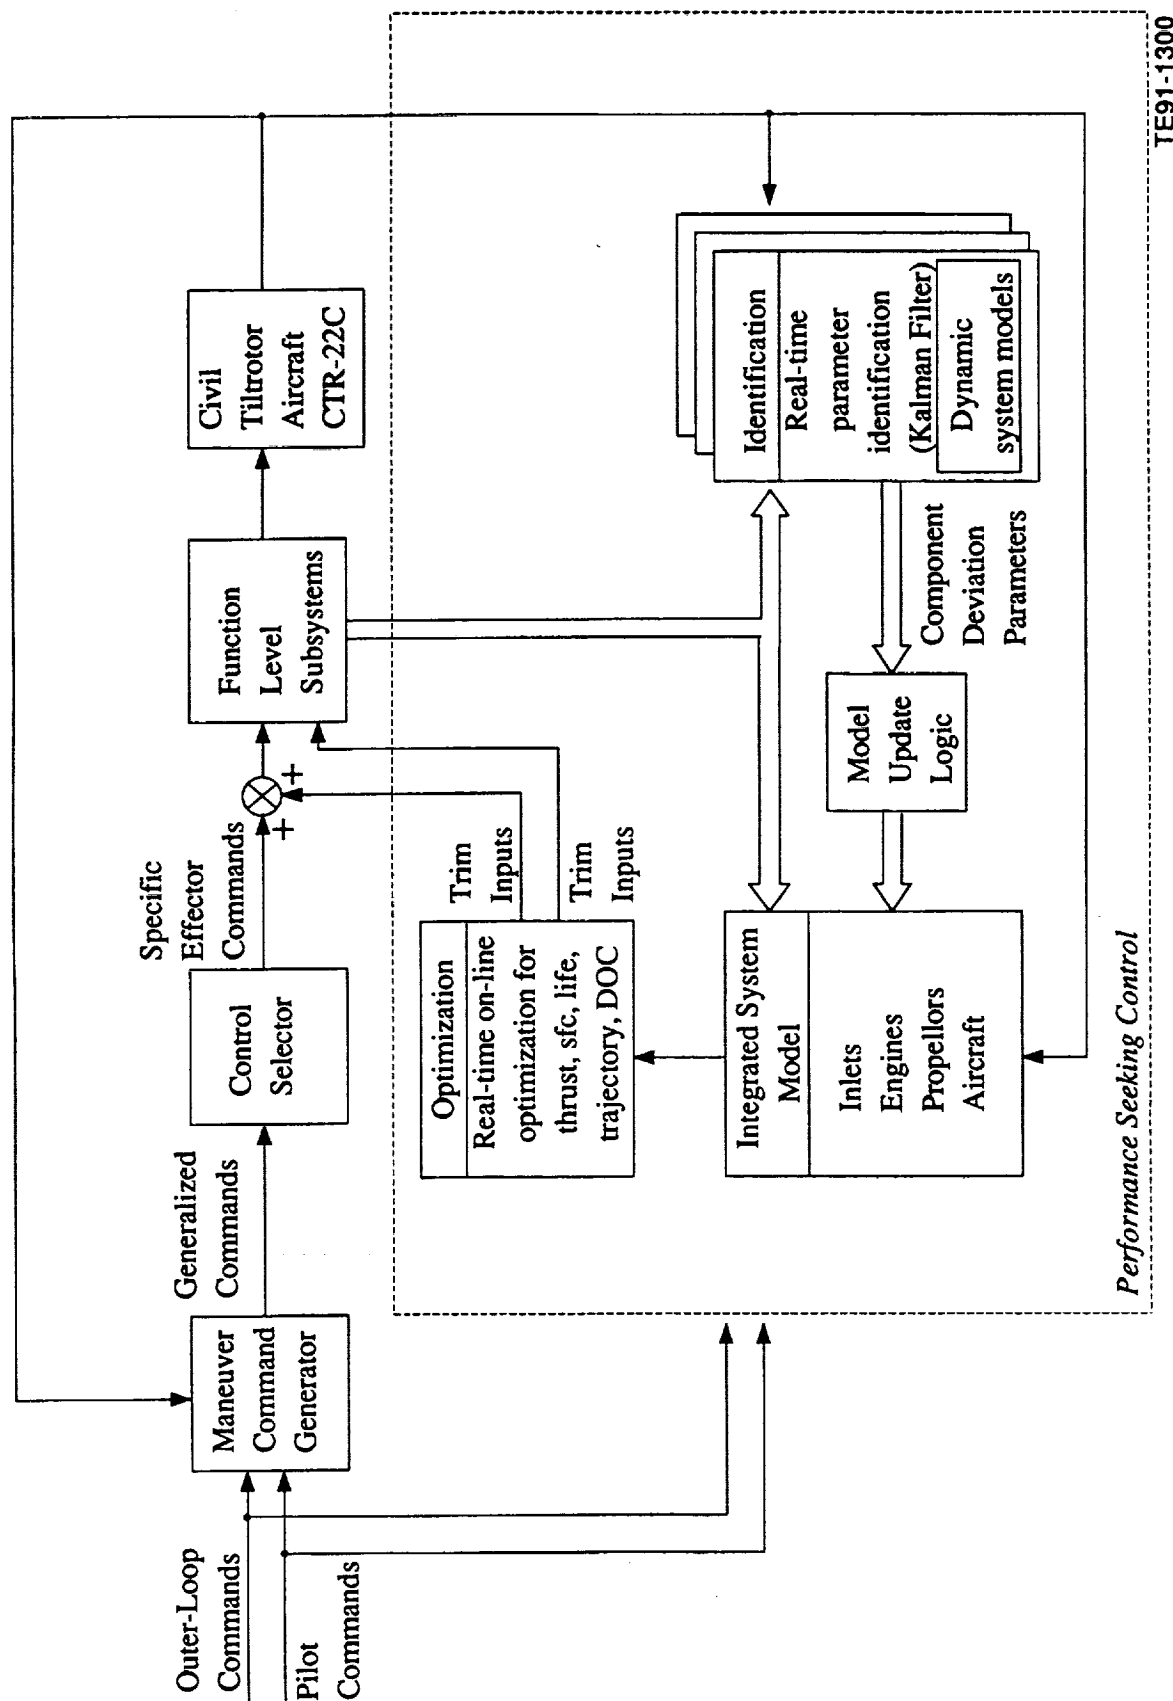 Outer-Loop
Commands
Pilot
Commands
Maneuver
Command
Generator
Generalized
Commands
Control
Selector
Specific
Effector
Commands
+
+
Function
Level
Subsystems
Civil
Tiltrotor
Aircraft
CTR-22C
Optimization
Real-time on-line
optimization for
thrust, sfc, life,
trajectory, DOC
Trim
Inputs
Trim
Inputs
Integrated System
Model
Inlets
Engines
Propellors
Aircraft
Model
Update
Logic
Component
Deviation
Parameters
Identification
Real-time
parameter
identification
(Kalman Filter)
Dynamic
system models
Performance Seeking Control
TE91-1300